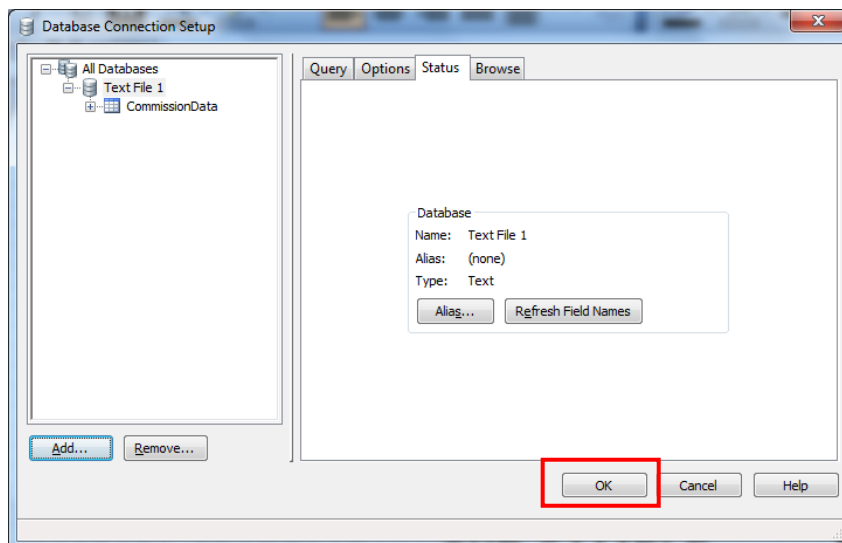 Database Connection Setup
All Databases
Text File 1
CommissionData
Query Options Status Browse
Database
Name: Text File 1
Alias: (none)
Type: Text
Alias... Refresh Field Names
Add... Remove...
OK Cancel Help